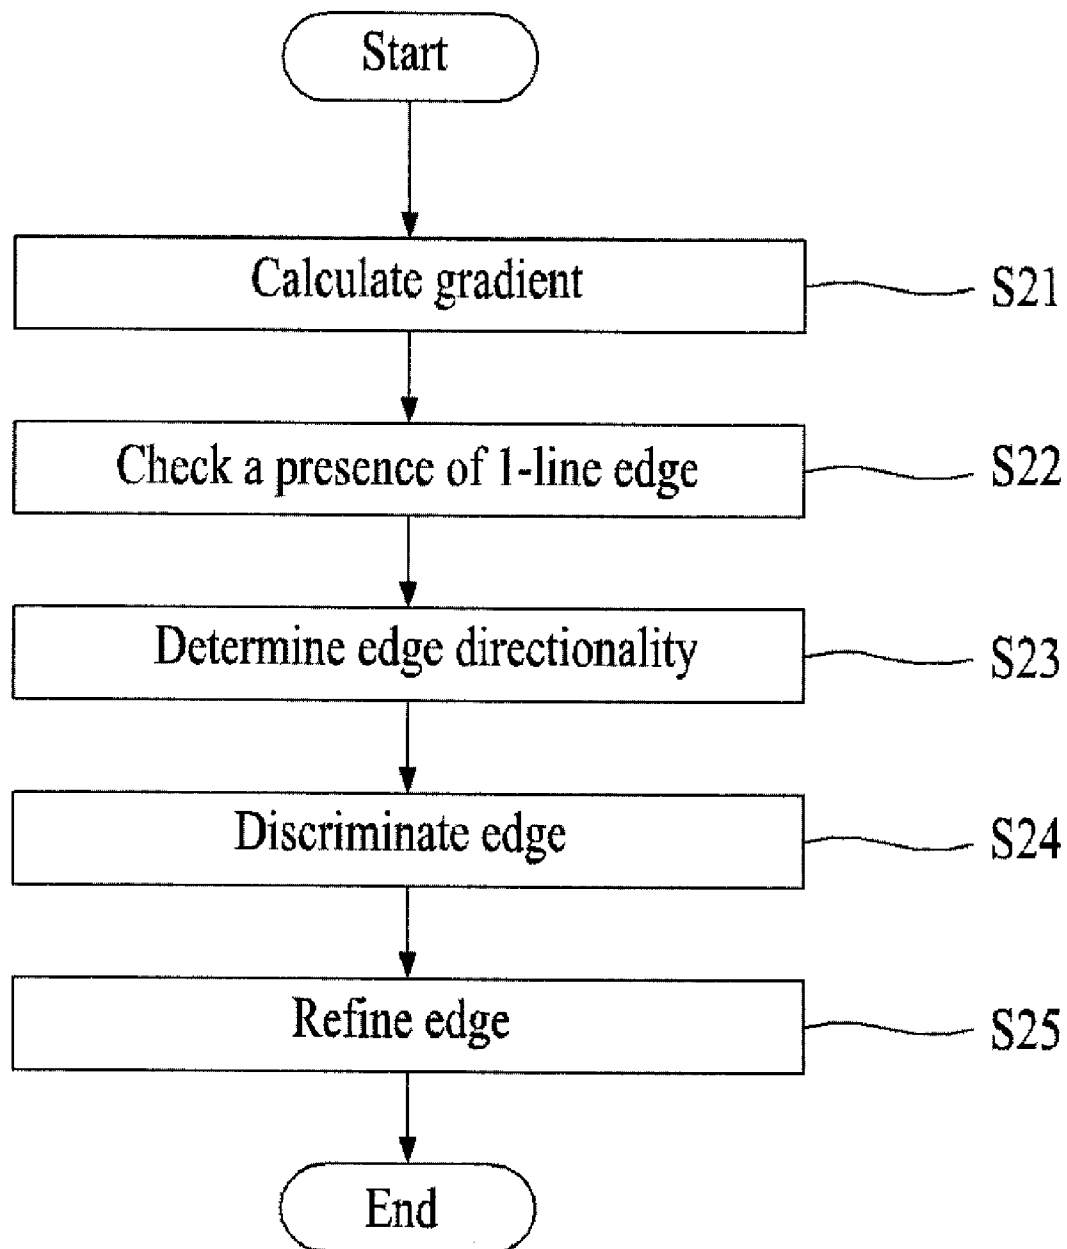 Start
Calculate gradient
S21
Check a presence of 1-line edge
S22
Determine edge directionality
S23
Discriminate edge
S24
Refine edge
S25
End